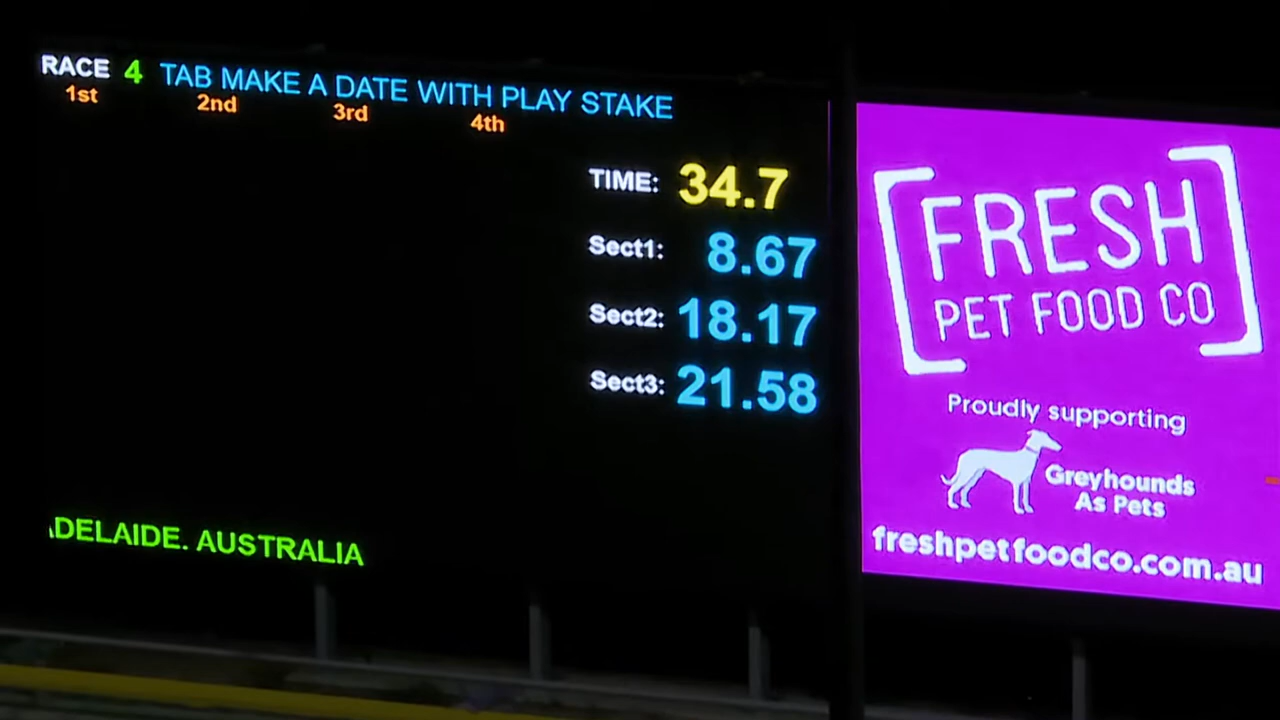 RACE 4 TAB MAKE A DATE WITH PLAY STAKE
1st 2nd 3rd 4th
TIME: 34.7
Sect1: 8.67
Sect2: 18.17
Sect3: 21.58
ADELAIDE. AUSTRALIA
FRESH
PET FOOD CO
Proudly supporting
Greyhounds
As Pets
freshpetfoodco.com.au